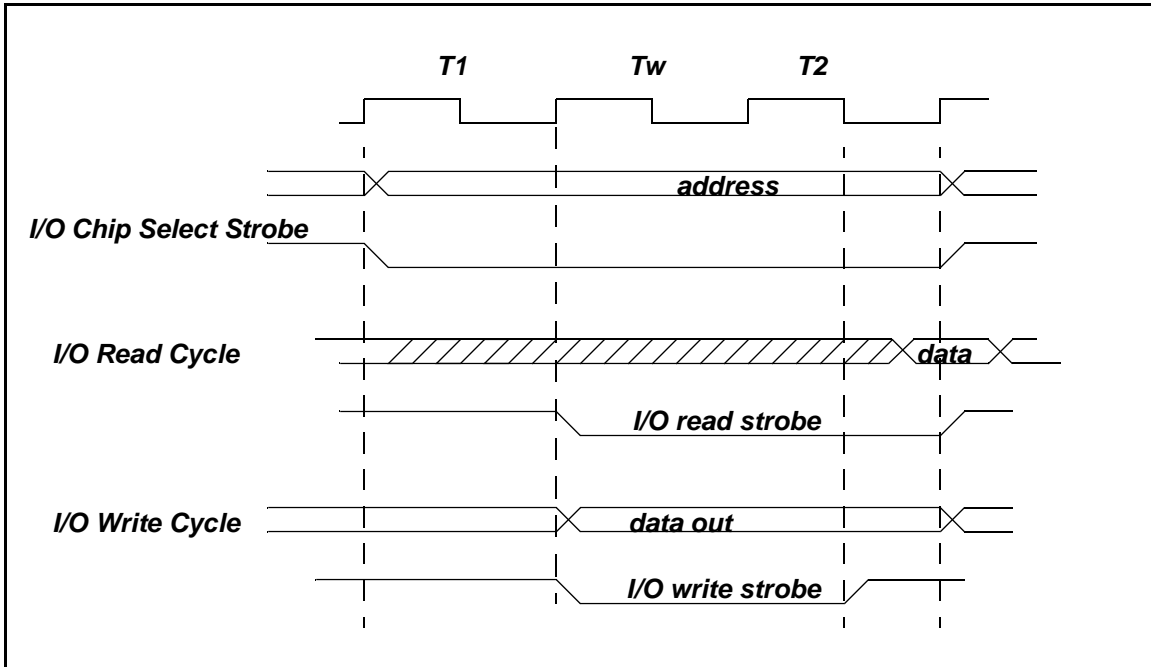 T1 Tw T2
address
I/O Chip Select Strobe
I/O Read Cycle data
I/O read strobe
I/O Write Cycle data out
I/O write strobe